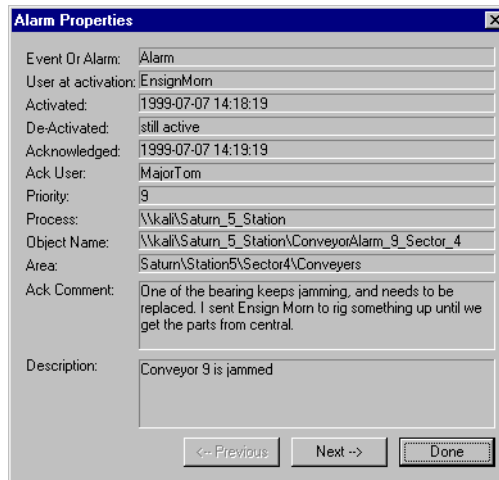 Alarm Properties
Event Or Alarm: Alarm
User at activation: EnsignMorn
Activated: 1999-07-07 14:18:19
De-Activated: still active
Acknowledged: 1999-07-07 14:19:19
Ack User: MajorTom
Priority: 9
Process: \\kali\Saturn_5_Station
Object Name: \\kali\Saturn_5_Station\ConveyorAlarm_9_Sector_4
Area: Saturn\Station5\Sector4\Conveyers
Ack Comment: One of the bearing keeps jamming, and needs to be
replaced. I sent Ensign Morn to rig something up until we
get the parts from central.
Description: Conveyor 9 is jammed
<-- Previous Next --> Done